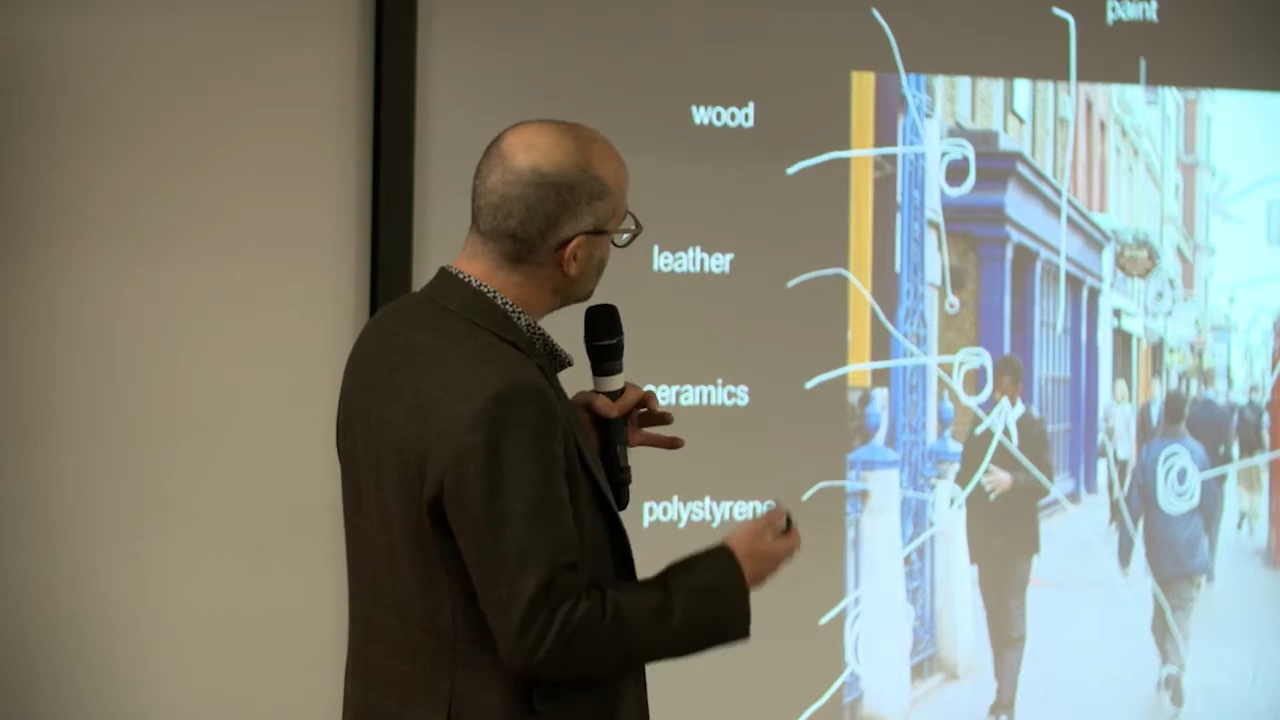 paint
wood
leather
ceramics
polystyrene